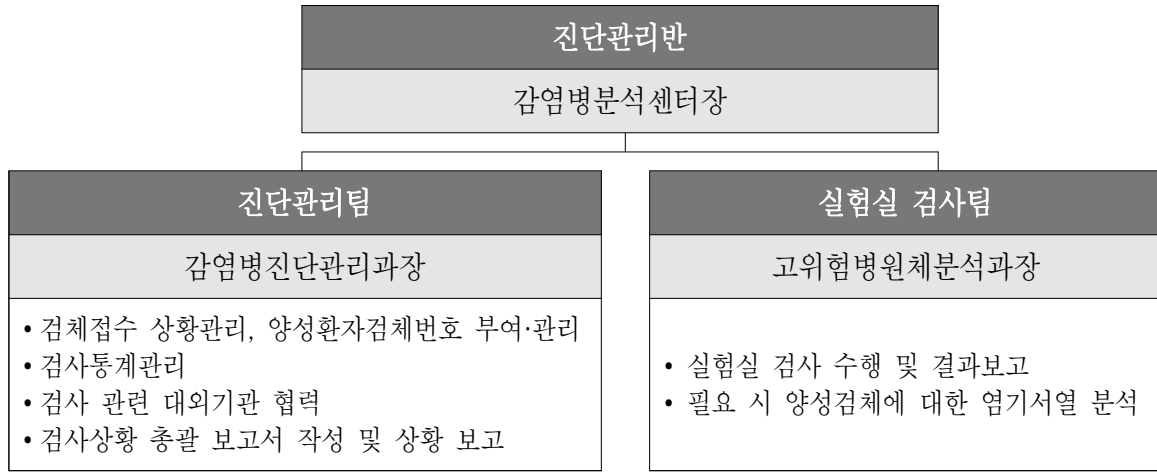 진단관리반
감염병분석센터장
진단관리팀
감염병진단관리과장
• 검체접수 상황관리, 양성환자검체번호 부여·관리
• 검사통계관리
• 검사 관련 대외기관 협력
• 검사상황 총괄 보고서 작성 및 상황 보고
실험실 검사팀
고위험병원체분석과장
• 실험실 검사 수행 및 결과보고
• 필요 시 양성검체에 대한 염기서열 분석